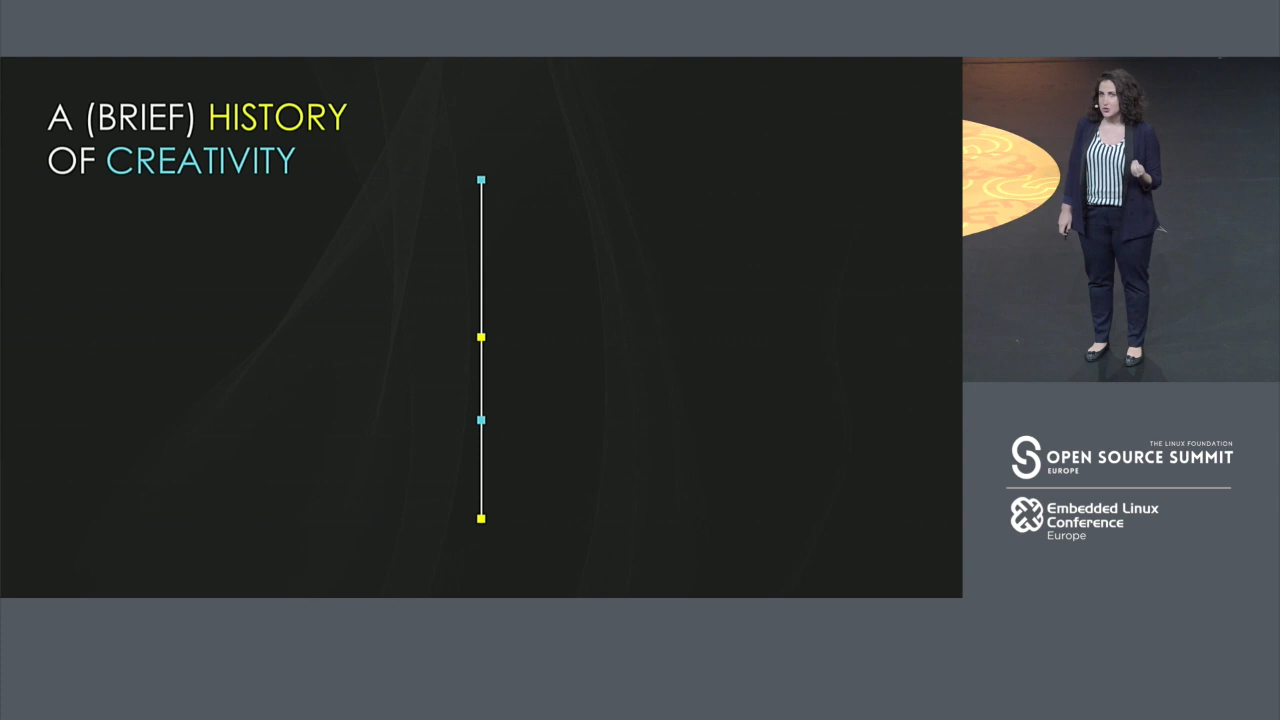 A (BRIEF) HISTORY
OF CREATIVITY
THE LINUX FOUNDATION
OPEN SOURCE SUMMIT
EUROPE
Embedded Linux
Conference
Europe